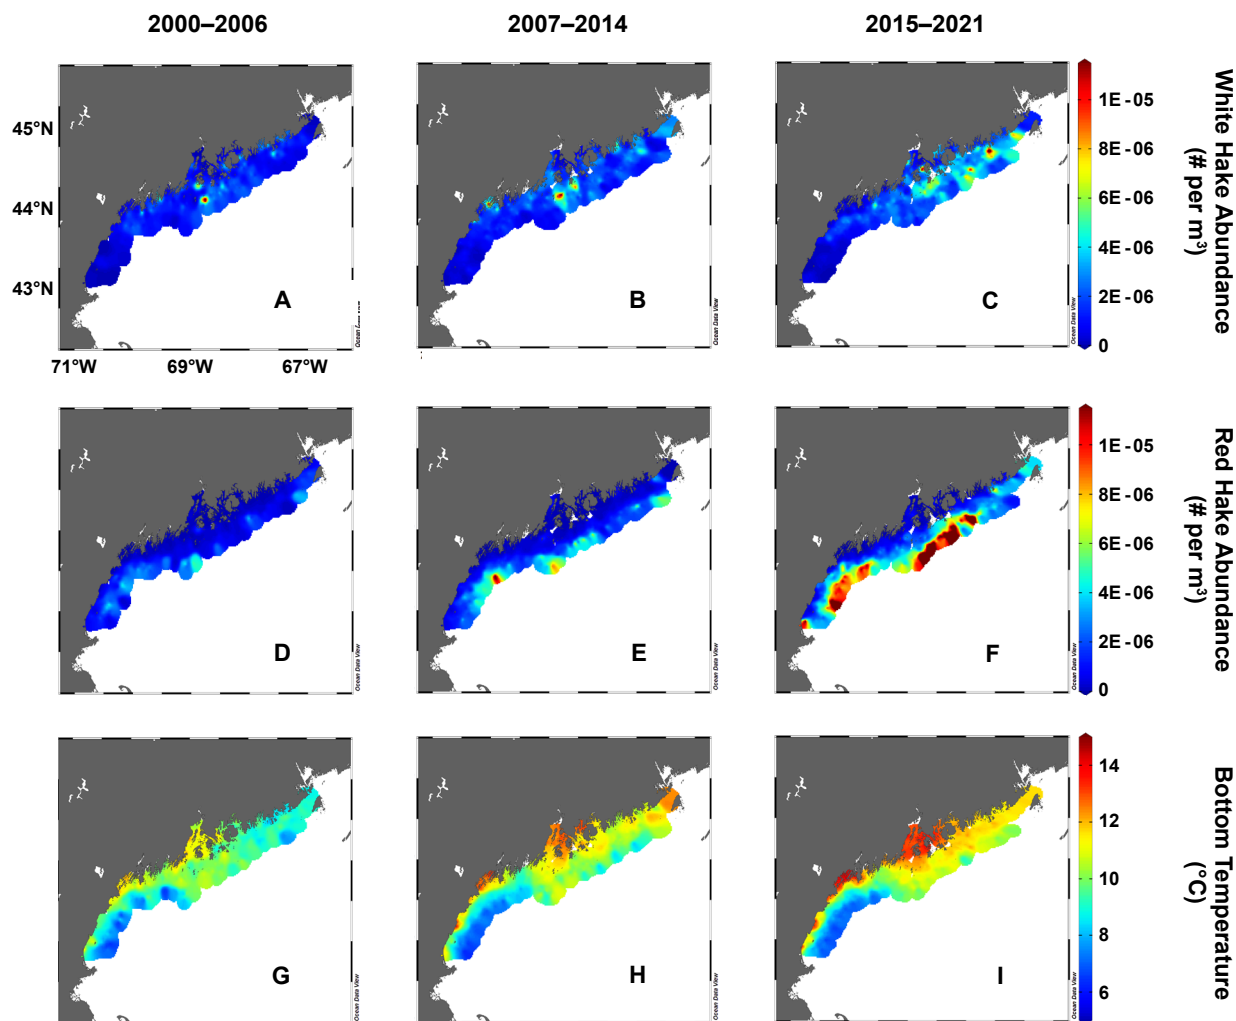 2000–2006 2007–2014 2015–2021
45°N
44°N
43°N
71°W 69°W 67°W
A
B
C
1E-05
8E-06
6E-06
4E-06
2E-06
0
White Hake Abundance
(# per m³)
Ocean Data View
Ocean Data View
D
E
F
1E-05
8E-06
6E-06
4E-06
2E-06
0
Red Hake Abundance
(# per m³)
Ocean Data View
Ocean Data View
Ocean Data View
G
H
I
14
12
10
8
6
Bottom Temperature
(°C)
Ocean Data View
Ocean Data View
Ocean Data View